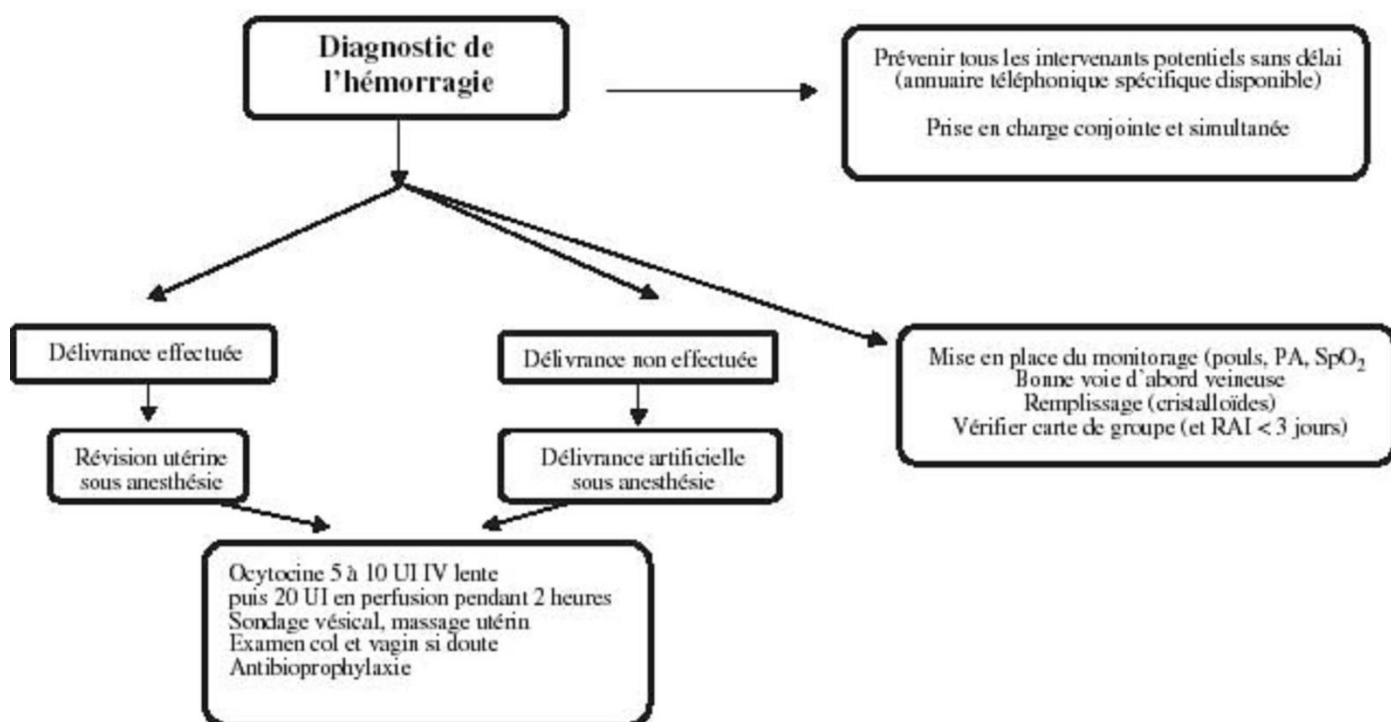 Diagnostic de
l'hémorragie
Prévenir tous les intervenants potentiels sans délai
(annuaire téléphonique spécifique disponible)
Prise en charge conjointe et simultanée
Délivrance effectuée
Délivrance non effectuée
Mise en place du monitorage (pouls, PA, SpO₂
Bonne voie d'abord veineuse
Remplissage (cristalloïdes)
Vérifier carte de groupe (et RAI < 3 jours)
Révision utérine
sous anesthésie
Délivrance artificielle
sous anesthésie
Ocytocine 5 à 10 UI IV lente
puis 20 UI en perfusion pendant 2 heures
Sondage vésical, massage utérin
Examen col et vagin si doute
Antibioprophylaxie